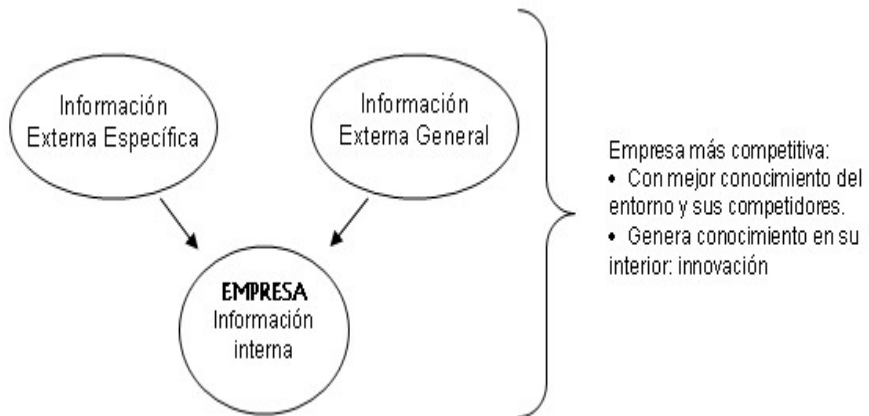 Información
Externa Específica
Información
Externa General
EMPRESA
Información
interna
Empresa más competitiva:
• Con mejor conocimiento del
entorno y sus competidores.
• Genera conocimiento en su
interior: innovación